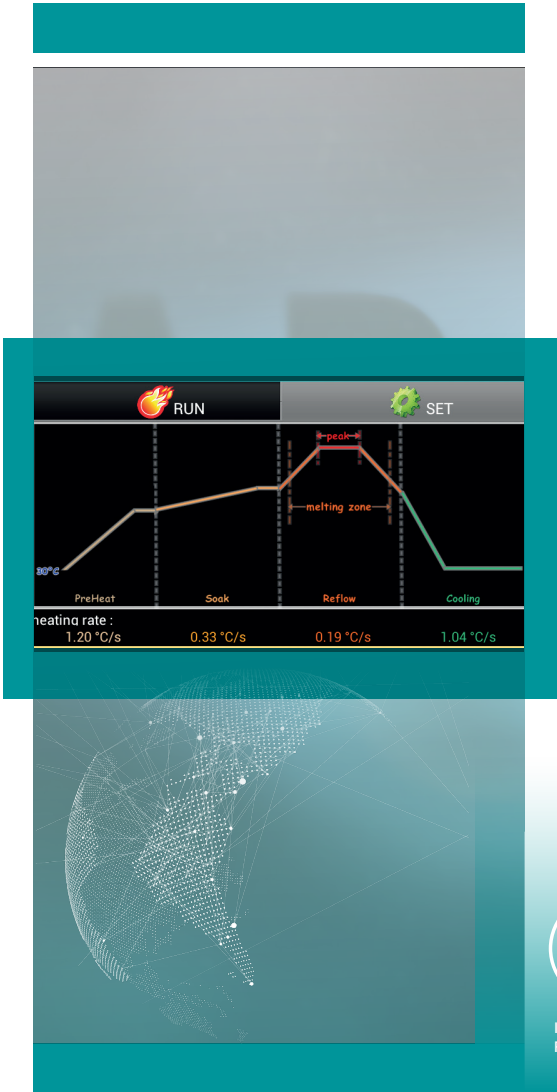 RUN
SET
peak
melting zone
30°C
PreHeat
Soak
Reflow
Cooling
heating rate :
1.20 °C/s
0.33 °C/s
0.19 °C/s
1.04 °C/s